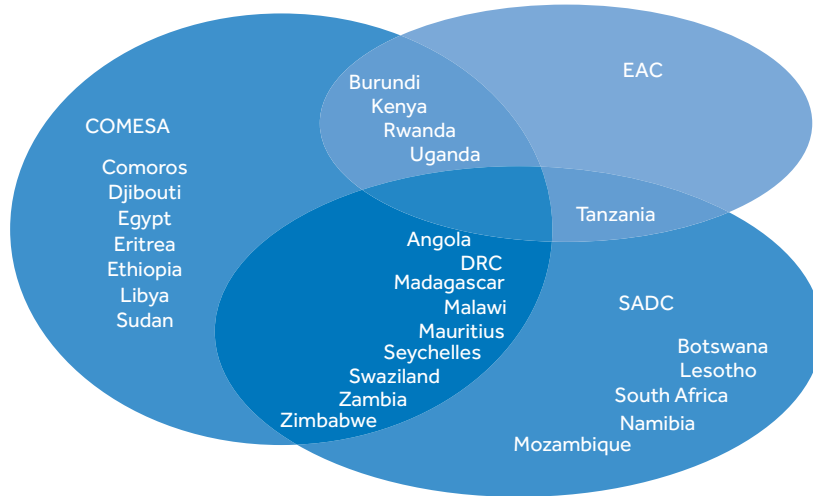 COMESA
Comoros
Djibouti
Egypt
Eritrea
Ethiopia
Libya
Sudan
Burundi
Kenya
Rwanda
Uganda
EAC
Tanzania
Angola
DRC
Madagascar
Malawi
Mauritius
Seychelles
Swaziland
Zambia
Zimbabwe
SADC
Botswana
Lesotho
South Africa
Namibia
Mozambique